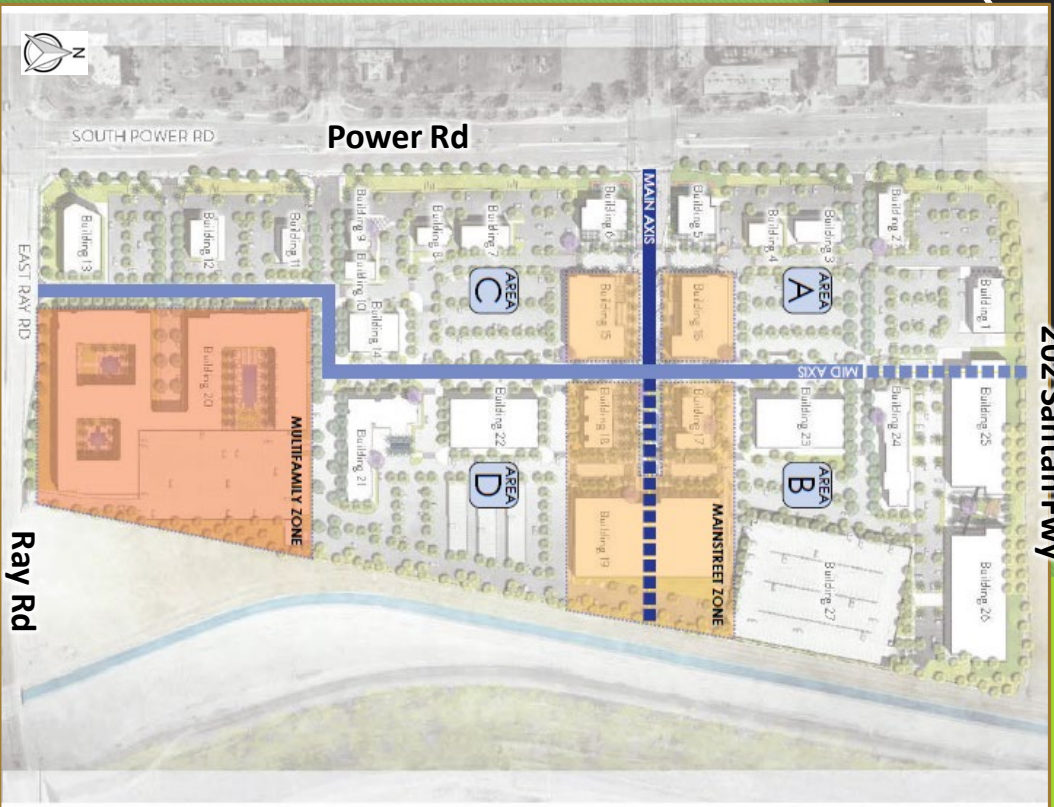 N
SOUTH POWER RD
Power Rd
202 Santan Fwy
EAST RAY RD
Ray Rd
MAIN AXIS
MID AXIS
AREA
A
AREA
B
AREA
C
AREA
D
MULTIFAMILY ZONE
MAINSTREET ZONE
Building 1
Building 2
Building 3
Building 4
Building 5
Building 6
Building 7
Building 8
Building 9
Building 10
Building 11
Building 12
Building 13
Building 14
Building 15
Building 16
Building 17
Building 18
Building 19
Building 20
Building 21
Building 22
Building 23
Building 24
Building 25
Building 26
Building 27